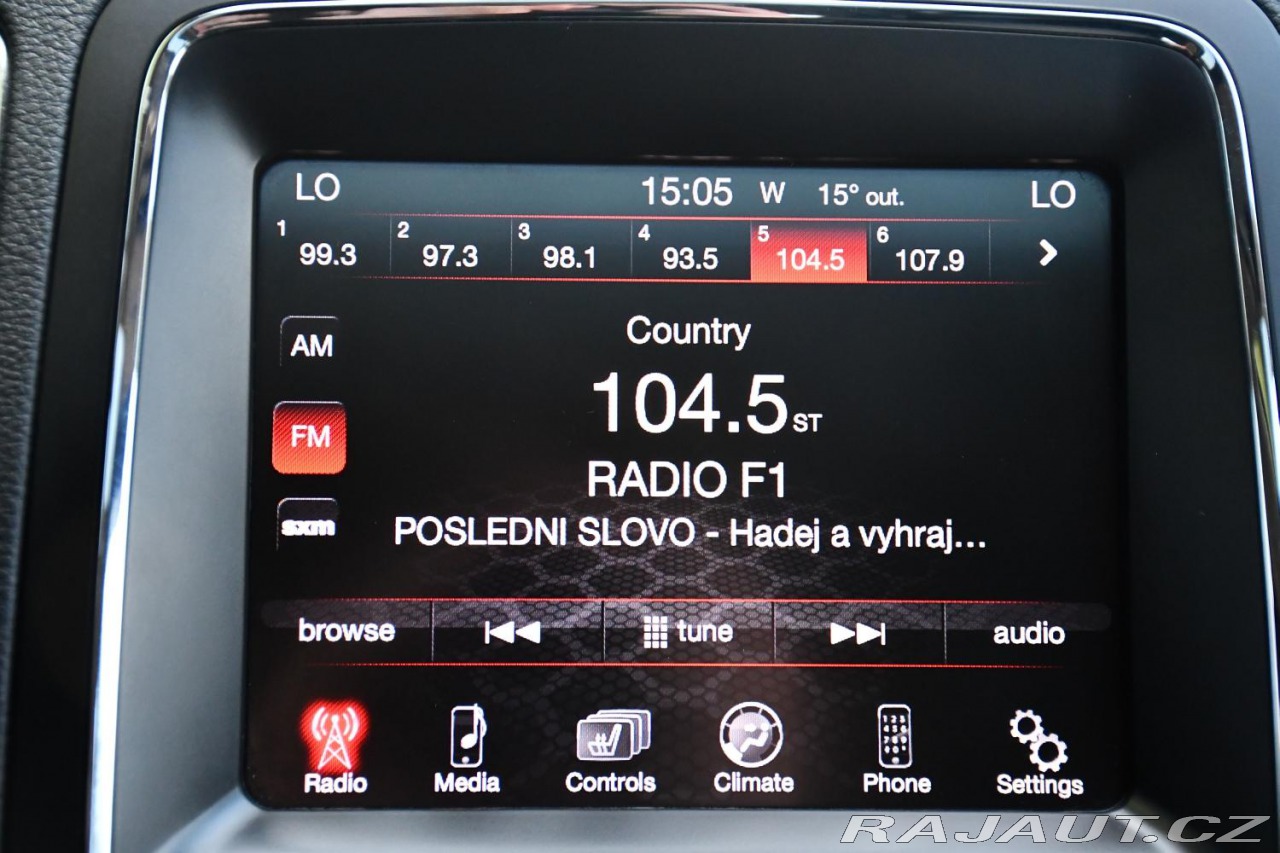 LO 15:05 W 15° out. LO
1 99.3 2 97.3 3 98.1 4 93.5 5 104.5 6 107.9
AM
Country
104.5 ST
FM
RADIO F1
sxm
POSLEDNI SLOVO - Hadej a vyhraj...
browse tune audio
Radio Media Controls Climate Phone Settings
RAJAUT.CZ